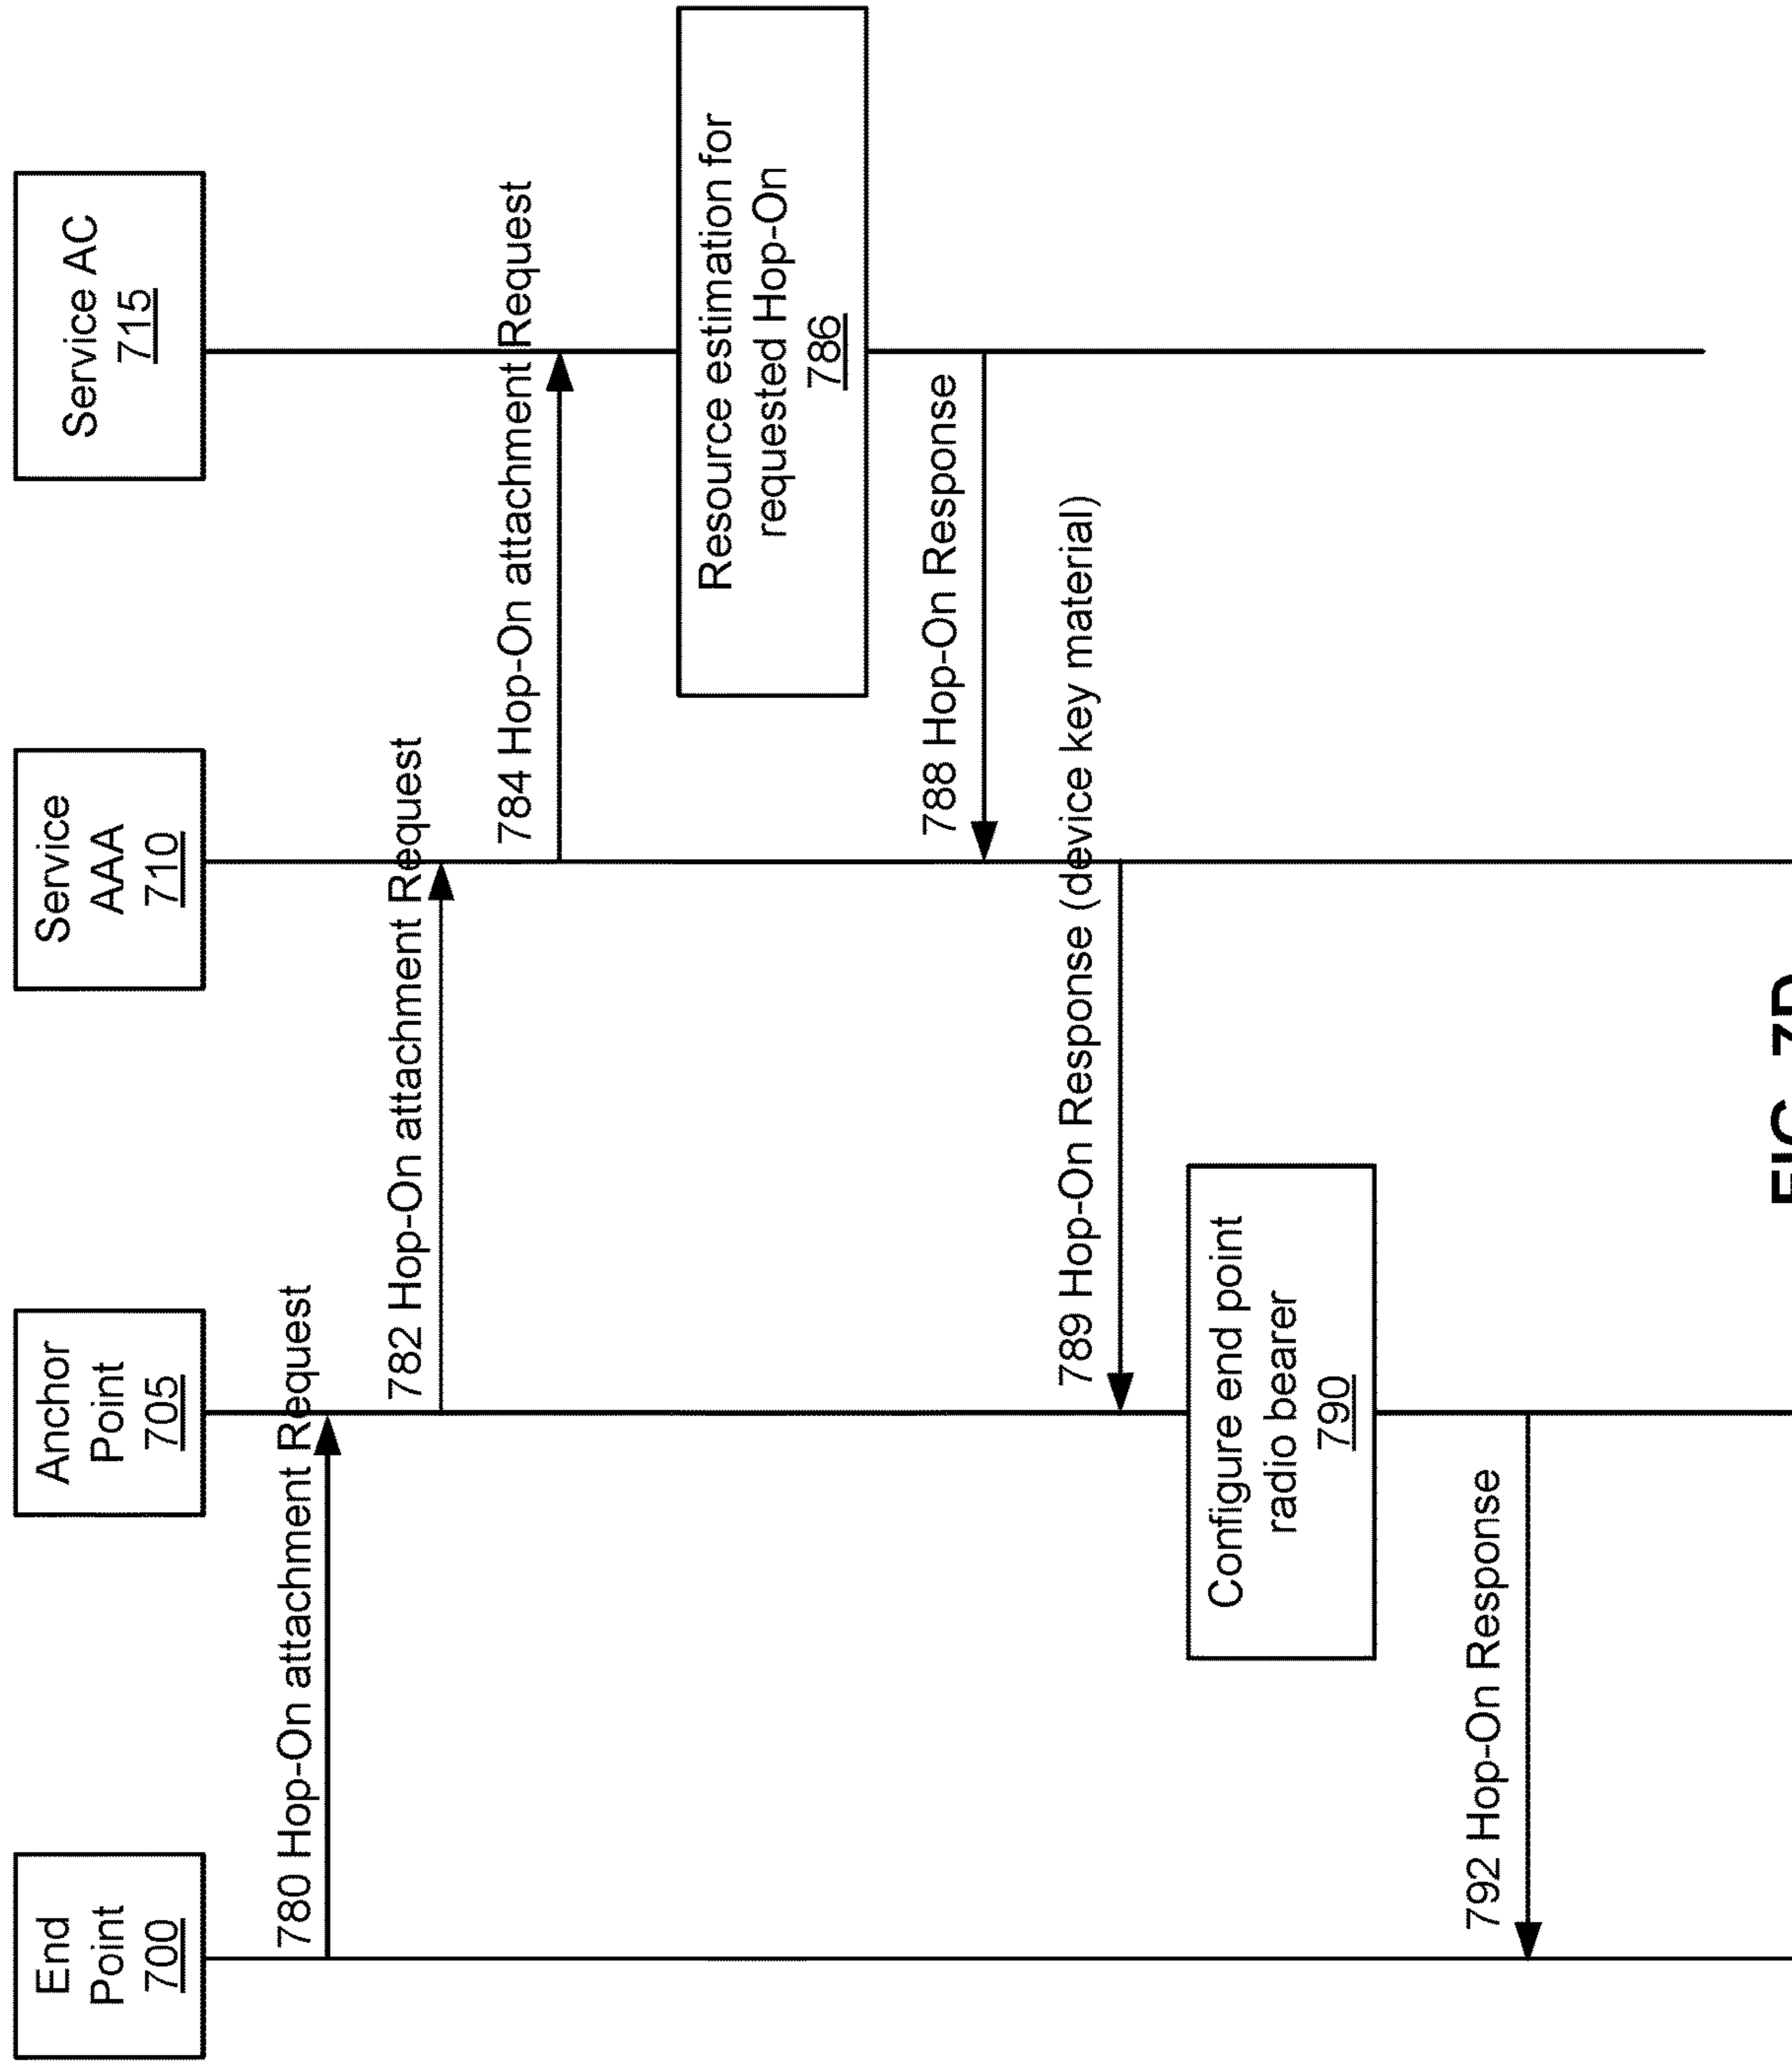 End
Point
700
Anchor
Point
705
Service
AAA
710
Service AC
715
780 Hop-On attachment Request
782 Hop-On attachment Request
784 Hop-On attachment Request
Resource estimation for
requested Hop-On
786
788 Hop-On Response
789 Hop-On Response (device key material)
Configure end point
radio bearer
790
792 Hop-On Response